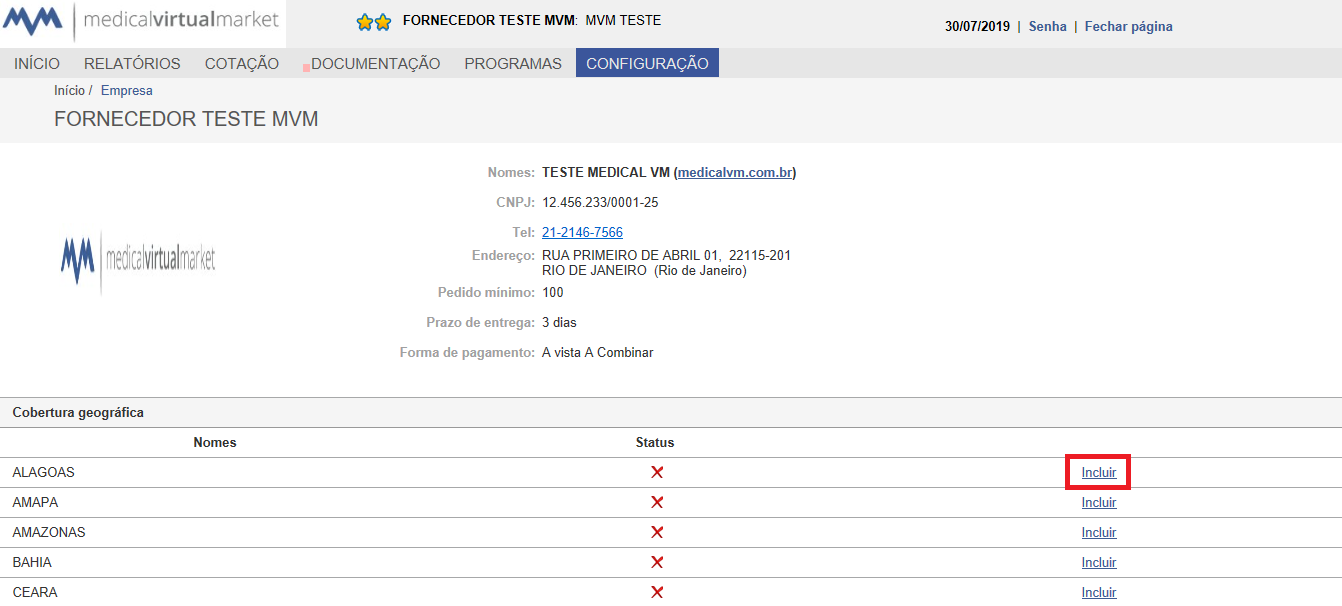 medicalvirtualmarket
FORNECEDOR TESTE MVM: MVM TESTE
30/07/2019 | Senha | Fechar página
INÍCIO RELATÓRIOS COTAÇÃO DOCUMENTAÇÃO PROGRAMAS CONFIGURAÇÃO
Início / Empresa
FORNECEDOR TESTE MVM
Nomes: TESTE MEDICAL VM (medicalvm.com.br)
CNPJ: 12.456.233/0001-25
Tel: 21-2146-7566
medicalvirtualmarket
Endereço: RUA PRIMEIRO DE ABRIL 01, 22115-201
RIO DE JANEIRO (Rio de Janeiro)
Pedido mínimo: 100
Prazo de entrega: 3 dias
Forma de pagamento: A vista A Combinar
Cobertura geográfica
Nomes Status
ALAGOAS Incluir
AMAPA Incluir
AMAZONAS Incluir
BAHIA Incluir
CEARA Incluir